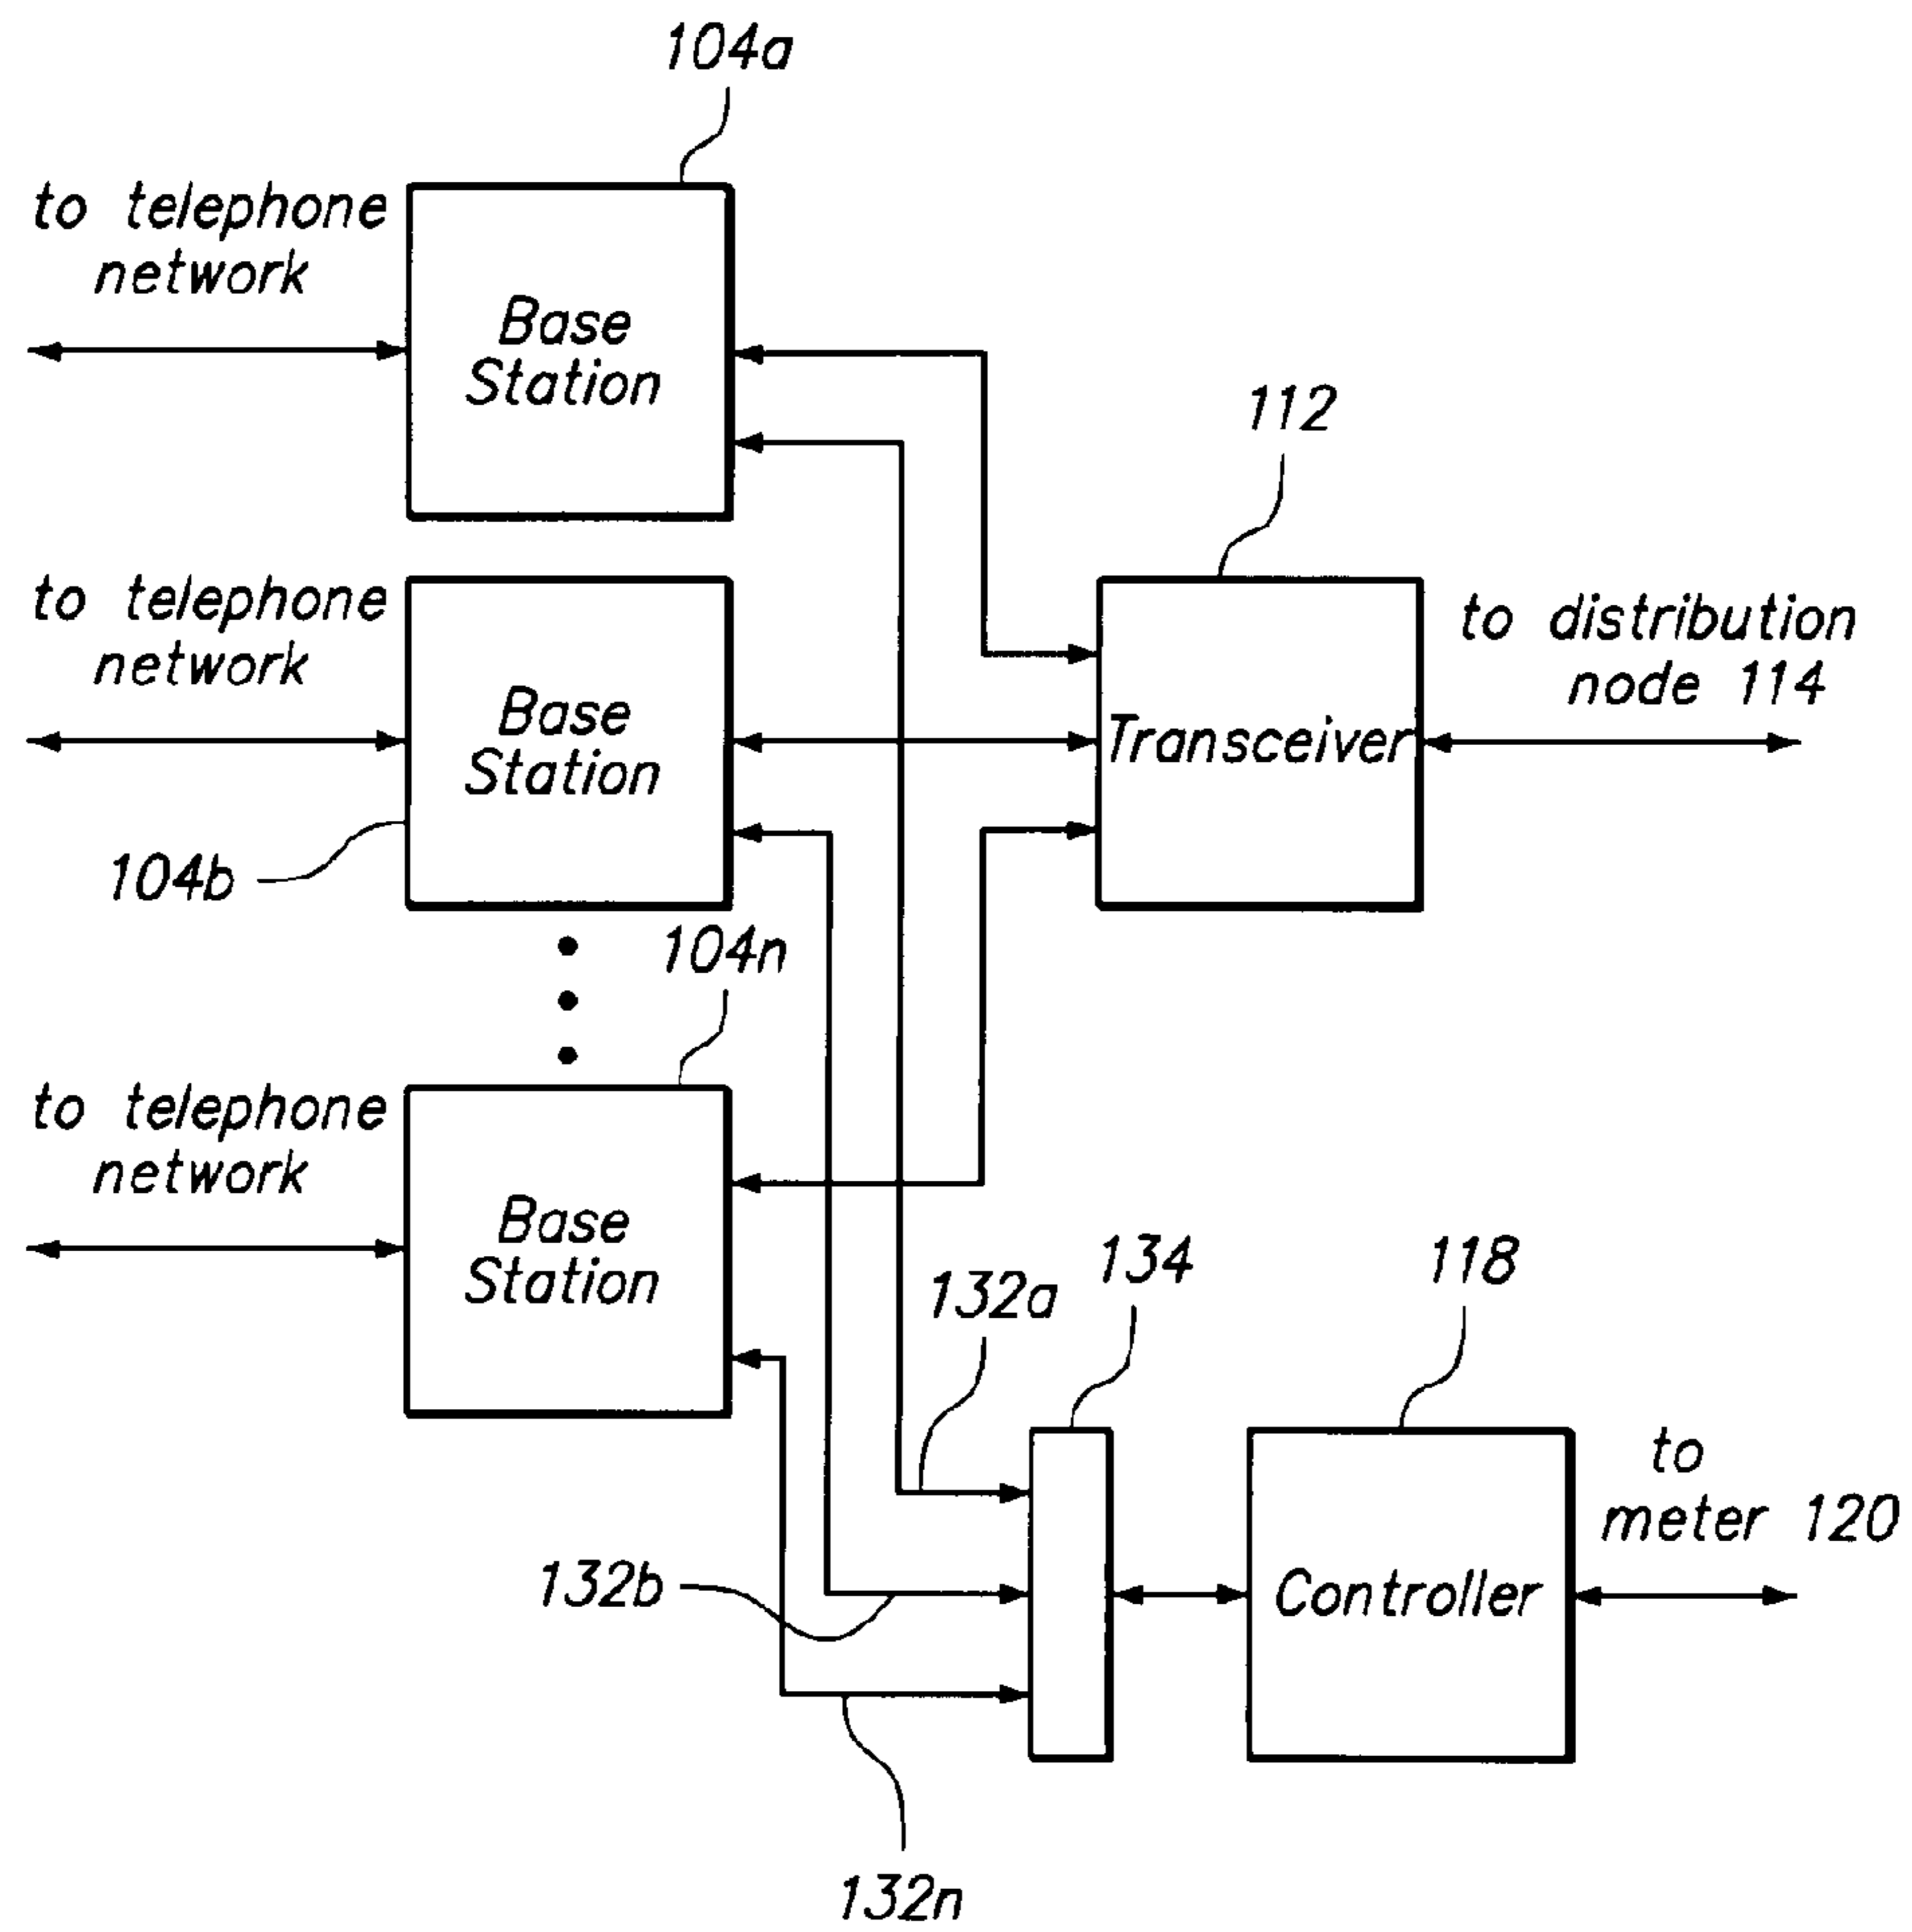 104a
to telephone
network
Base
Station
112
to telephone
network
Base
Station
to distribution
node 114
Transceiver
104b
104n
to telephone
network
Base
Station
132a
134
118
to
meter 120
132b
Controller
132n